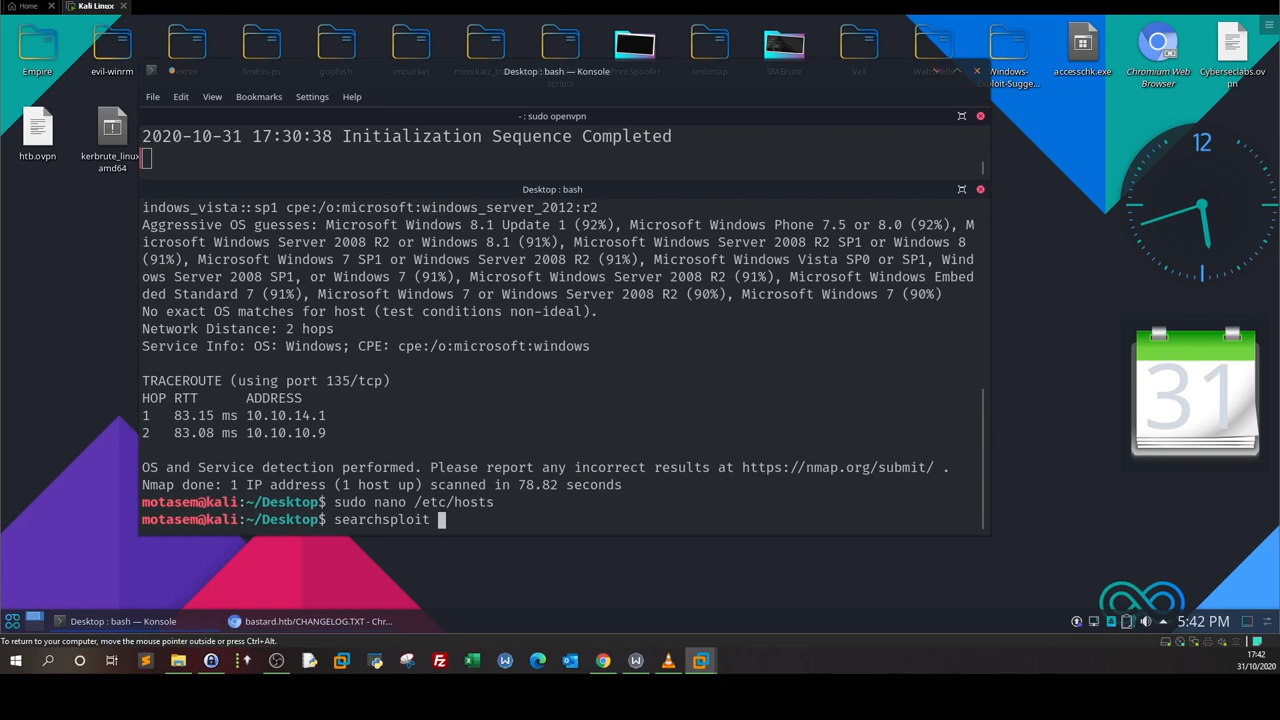 Home
Kali Linux
Empire
evil-winrm
firefox-ps
gophish
impacket
smbmap
SMBrute
Veil
Windows-
Exploit-Sugge...
accesschk.exe
Chromium Web
Browser
Cyberseclabs.ov
pn
htb.ovpn
kerbrute_linux
amd64
scripts
Desktop : bash — Konsole
File Edit View Bookmarks Settings Help
~ : sudo openvpn
2020-10-31 17:30:38 Initialization Sequence Completed
Desktop : bash
indows_vista::sp1 cpe:/o:microsoft:windows_server_2012:r2
Aggressive OS guesses: Microsoft Windows 8.1 Update 1 (92%), Microsoft Windows Phone 7.5 or 8.0 (92%), M
icrosoft Windows Server 2008 R2 or Windows 8.1 (91%), Microsoft Windows Server 2008 R2 SP1 or Windows 8
(91%), Microsoft Windows 7 SP1 or Windows Server 2008 R2 (91%), Microsoft Windows Vista SP0 or SP1, Wind
ows Server 2008 SP1, or Windows 7 (91%), Microsoft Windows Server 2008 R2 (91%), Microsoft Windows Embed
ded Standard 7 (91%), Microsoft Windows 7 or Windows Server 2008 R2 (90%), Microsoft Windows 7 (90%)
No exact OS matches for host (test conditions non-ideal).
Network Distance: 2 hops
Service Info: OS: Windows; CPE: cpe:/o:microsoft:windows
TRACEROUTE (using port 135/tcp)
HOP RTT ADDRESS
1 83.15 ms 10.10.14.1
2 83.08 ms 10.10.10.9
OS and Service detection performed. Please report any incorrect results at https://nmap.org/submit/ .
Nmap done: 1 IP address (1 host up) scanned in 78.82 seconds
motasem@kali:~/Desktop$ sudo nano /etc/hosts
motasem@kali:~/Desktop$ searchsploit
12
31
Desktop : bash — Konsole
bastard.htb/CHANGELOG.TXT - Chr...
5:42 PM
To return to your computer, move the mouse pointer outside or press Ctrl+Alt.
17:42
31/10/2020